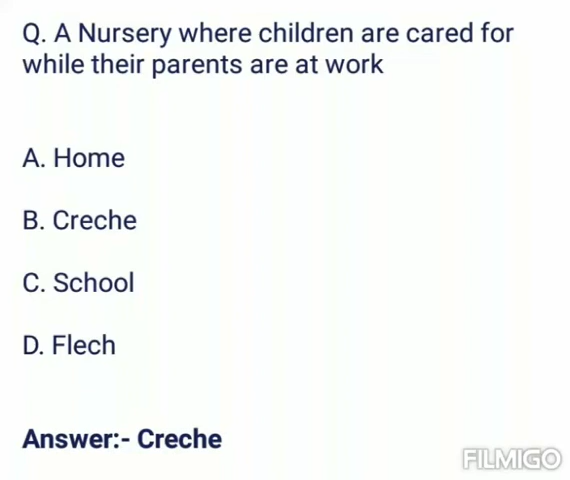 Q. A Nursery where children are cared for
while their parents are at work
A. Home
B. Creche
C. School
D. Flech
Answer:- Creche
FILMIGO